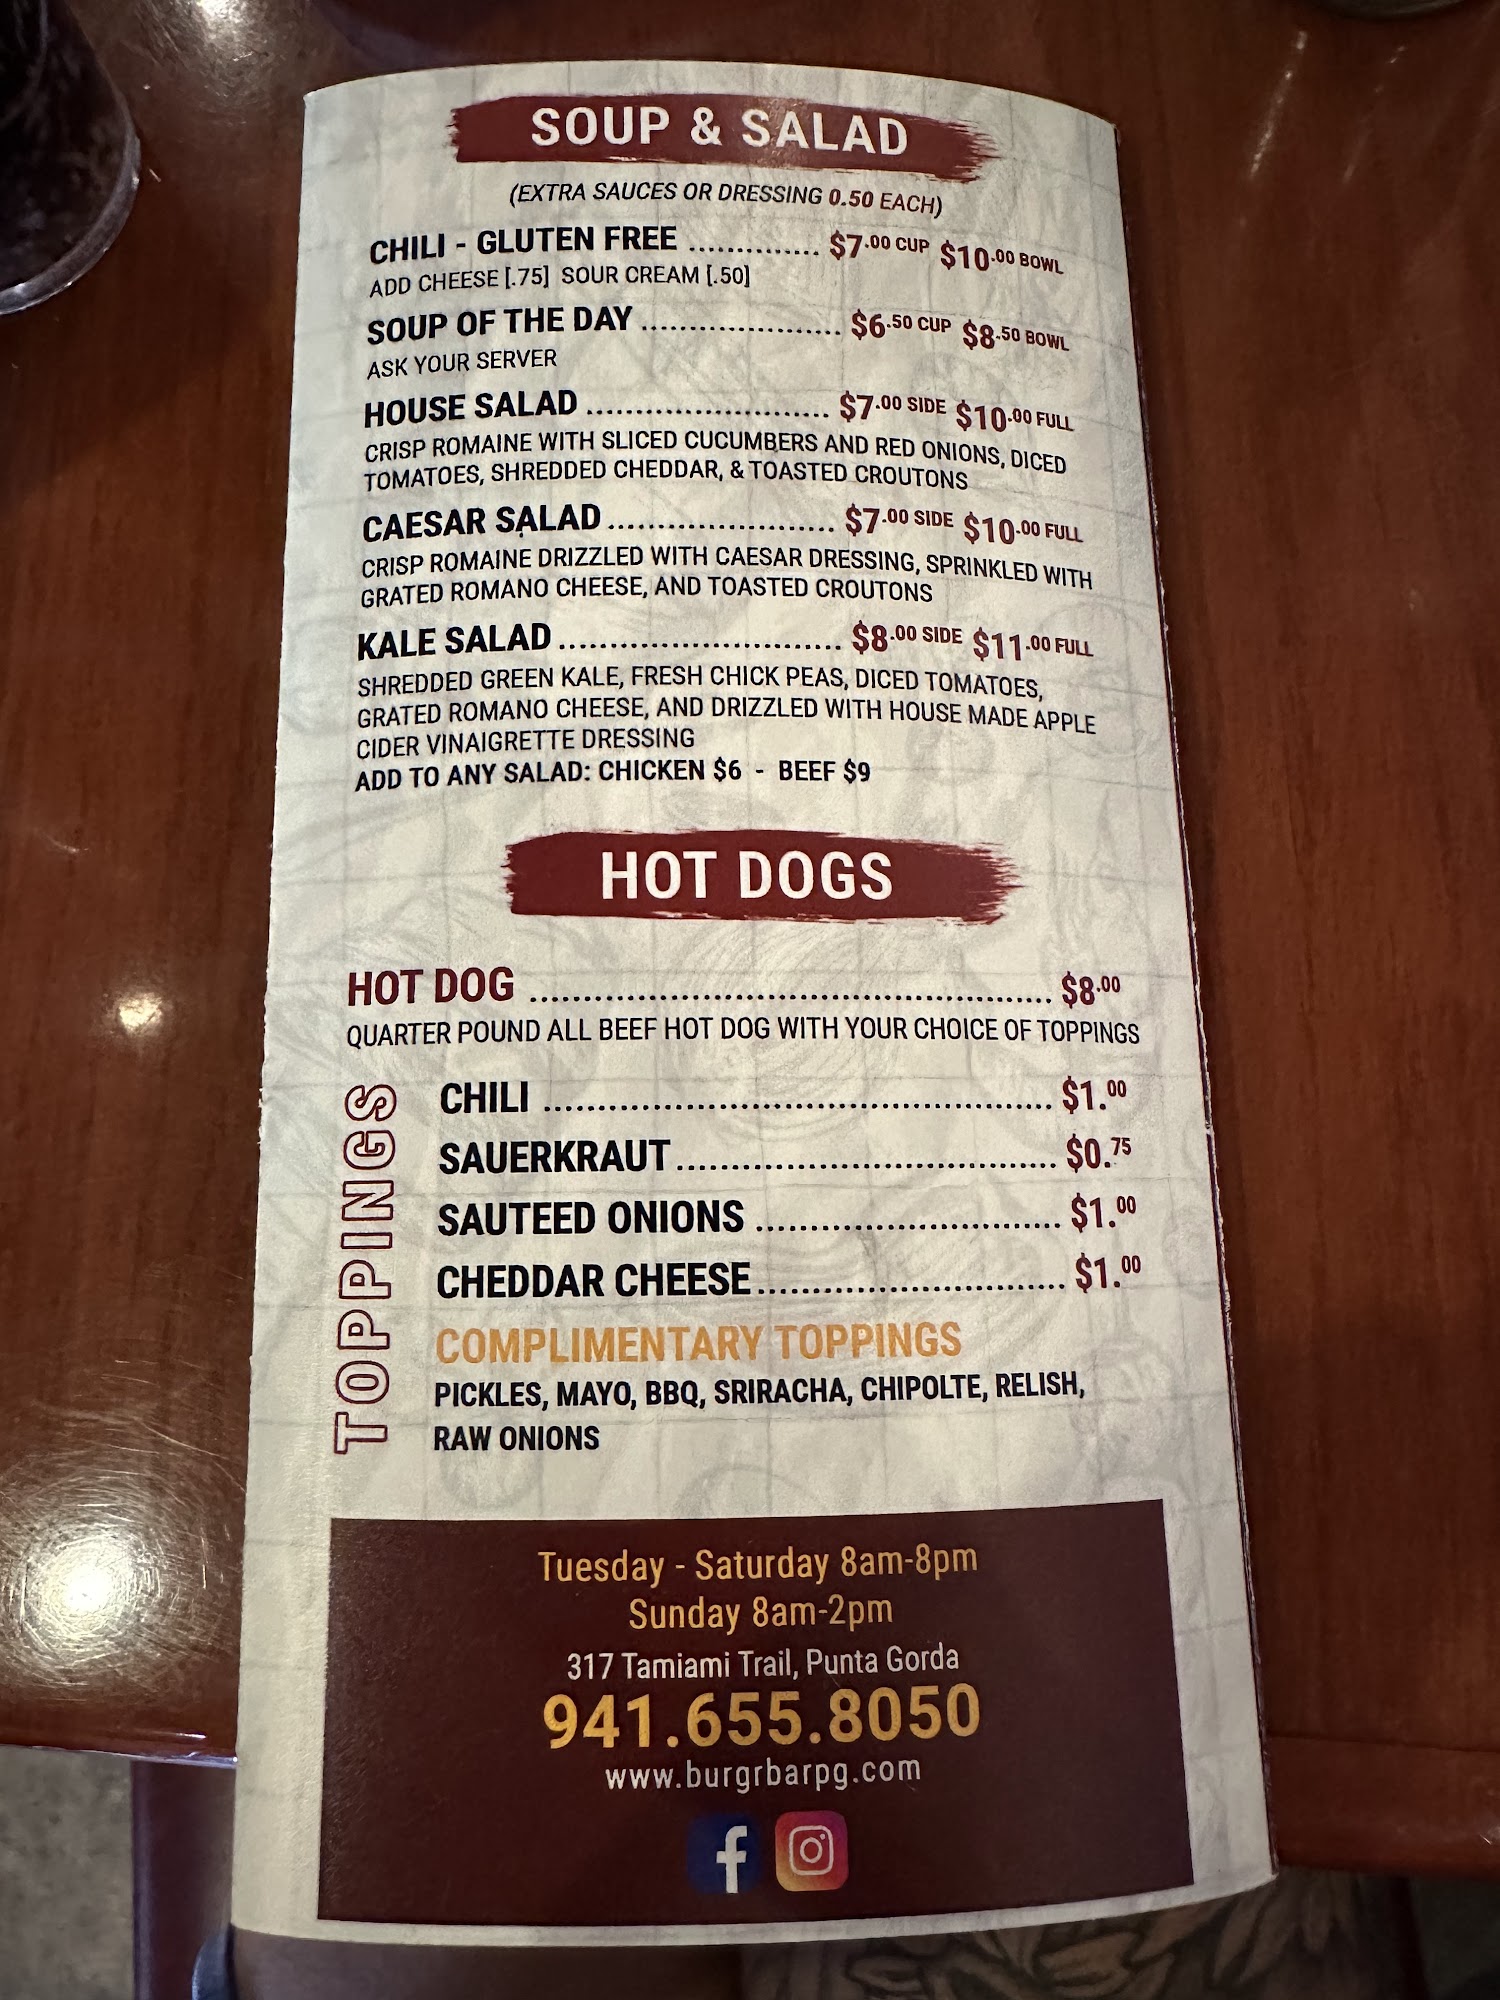 SOUP & SALAD
(EXTRA SAUCES OR DRESSING 0.50 EACH)
CHILI - GLUTEN FREE .............. $7.00 CUP $10.00 BOWL
ADD CHEESE [.75] SOUR CREAM [.50]
SOUP OF THE DAY ...................... $6.50 CUP $8.50 BOWL
ASK YOUR SERVER
HOUSE SALAD .......................... $7.00 SIDE $10.00 FULL
CRISP ROMAINE WITH SLICED CUCUMBERS AND RED ONIONS, DICED
TOMATOES, SHREDDED CHEDDAR, & TOASTED CROUTONS
CAESAR SALAD ........................ $7.00 SIDE $10.00 FULL
CRISP ROMAINE DRIZZLED WITH CAESAR DRESSING, SPRINKLED WITH
GRATED ROMANO CHEESE, AND TOASTED CROUTONS
KALE SALAD .............................. $8.00 SIDE $11.00 FULL
SHREDDED GREEN KALE, FRESH CHICK PEAS, DICED TOMATOES,
GRATED ROMANO CHEESE, AND DRIZZLED WITH HOUSE MADE APPLE
CIDER VINAIGRETTE DRESSING
ADD TO ANY SALAD: CHICKEN $6 - BEEF $9
HOT DOGS
HOT DOG .................................................. $8.00
QUARTER POUND ALL BEEF HOT DOG WITH YOUR CHOICE OF TOPPINGS
TOPPINGS
CHILI .................................................. $1.00
SAUERKRAUT ..................................... $0.75
SAUTEED ONIONS .............................. $1.00
CHEDDAR CHEESE .............................. $1.00
COMPLIMENTARY TOPPINGS
PICKLES, MAYO, BBQ, SRIRACHA, CHIPOLTE, RELISH,
RAW ONIONS
Tuesday - Saturday 8am-8pm
Sunday 8am-2pm
317 Tamiami Trail, Punta Gorda
941.655.8050
www.burgrbarpg.com